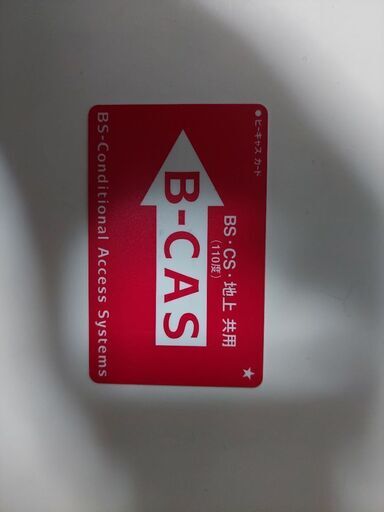 ●ビーキャス カード
BS・CS・地上 共用
(110度)
B-CAS
BS-Conditional Access Systems